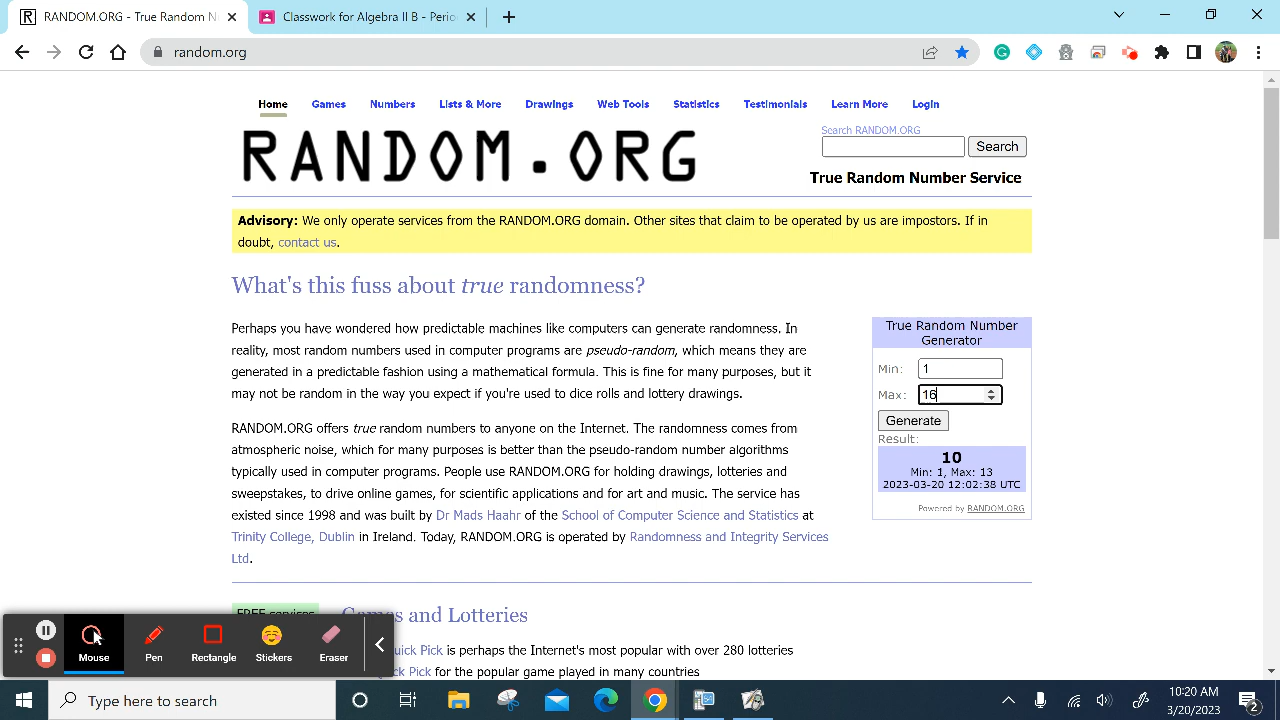 RANDOM.ORG - True Random Num
Classwork for Algebra II B - Perio
random.org
Home Games Numbers Lists & More Drawings Web Tools Statistics Testimonials Learn More Login
RANDOM.ORG
Search RANDOM.ORG
Search
True Random Number Service
Advisory: We only operate services from the RANDOM.ORG domain. Other sites that claim to be operated by us are impostors. If in
doubt, contact us.
What's this fuss about true randomness?
Perhaps you have wondered how predictable machines like computers can generate randomness. In
reality, most random numbers used in computer programs are pseudo-random, which means they are
generated in a predictable fashion using a mathematical formula. This is fine for many purposes, but it
may not be random in the way you expect if you're used to dice rolls and lottery drawings.
RANDOM.ORG offers true random numbers to anyone on the Internet. The randomness comes from
atmospheric noise, which for many purposes is better than the pseudo-random number algorithms
typically used in computer programs. People use RANDOM.ORG for holding drawings, lotteries and
sweepstakes, to drive online games, for scientific applications and for art and music. The service has
existed since 1998 and was built by Dr Mads Haahr of the School of Computer Science and Statistics at
Trinity College, Dublin in Ireland. Today, RANDOM.ORG is operated by Randomness and Integrity Services
Ltd.
True Random Number
Generator
Min: 1
Max: 16
Generate
Result:
10
Min: 1, Max: 13
2023-03-20 12:02:38 UTC
Powered by RANDOM.ORG
FREE services
Games and Lotteries
uick Pick is perhaps the Internet's most popular with over 280 lotteries
ck Pick for the popular game played in many countries
Mouse Pen Rectangle Stickers Eraser
Type here to search
10:20 AM
3/20/2023
2